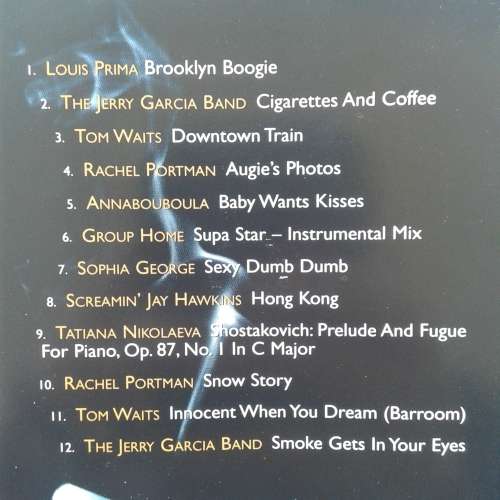 1. LOUIS PRIMA Brooklyn Boogie
2. THE JERRY GARCIA BAND Cigarettes And Coffee
3. TOM WAITS Downtown Train
4. RACHEL PORTMAN Augie's Photos
5. ANNABOUBOULA Baby Wants Kisses
6. GROUP HOME Supa Star – Instrumental Mix
7. SOPHIA GEORGE Sexy Dumb Dumb
8. SCREAMIN' JAY HAWKINS Hong Kong
9. TATIANA NIKOLAEVA Shostakovich: Prelude And Fugue
For Piano, Op. 87, No. 1 In C Major
10. RACHEL PORTMAN Snow Story
11. TOM WAITS Innocent When You Dream (Barroom)
12. THE JERRY GARCIA BAND Smoke Gets In Your Eyes